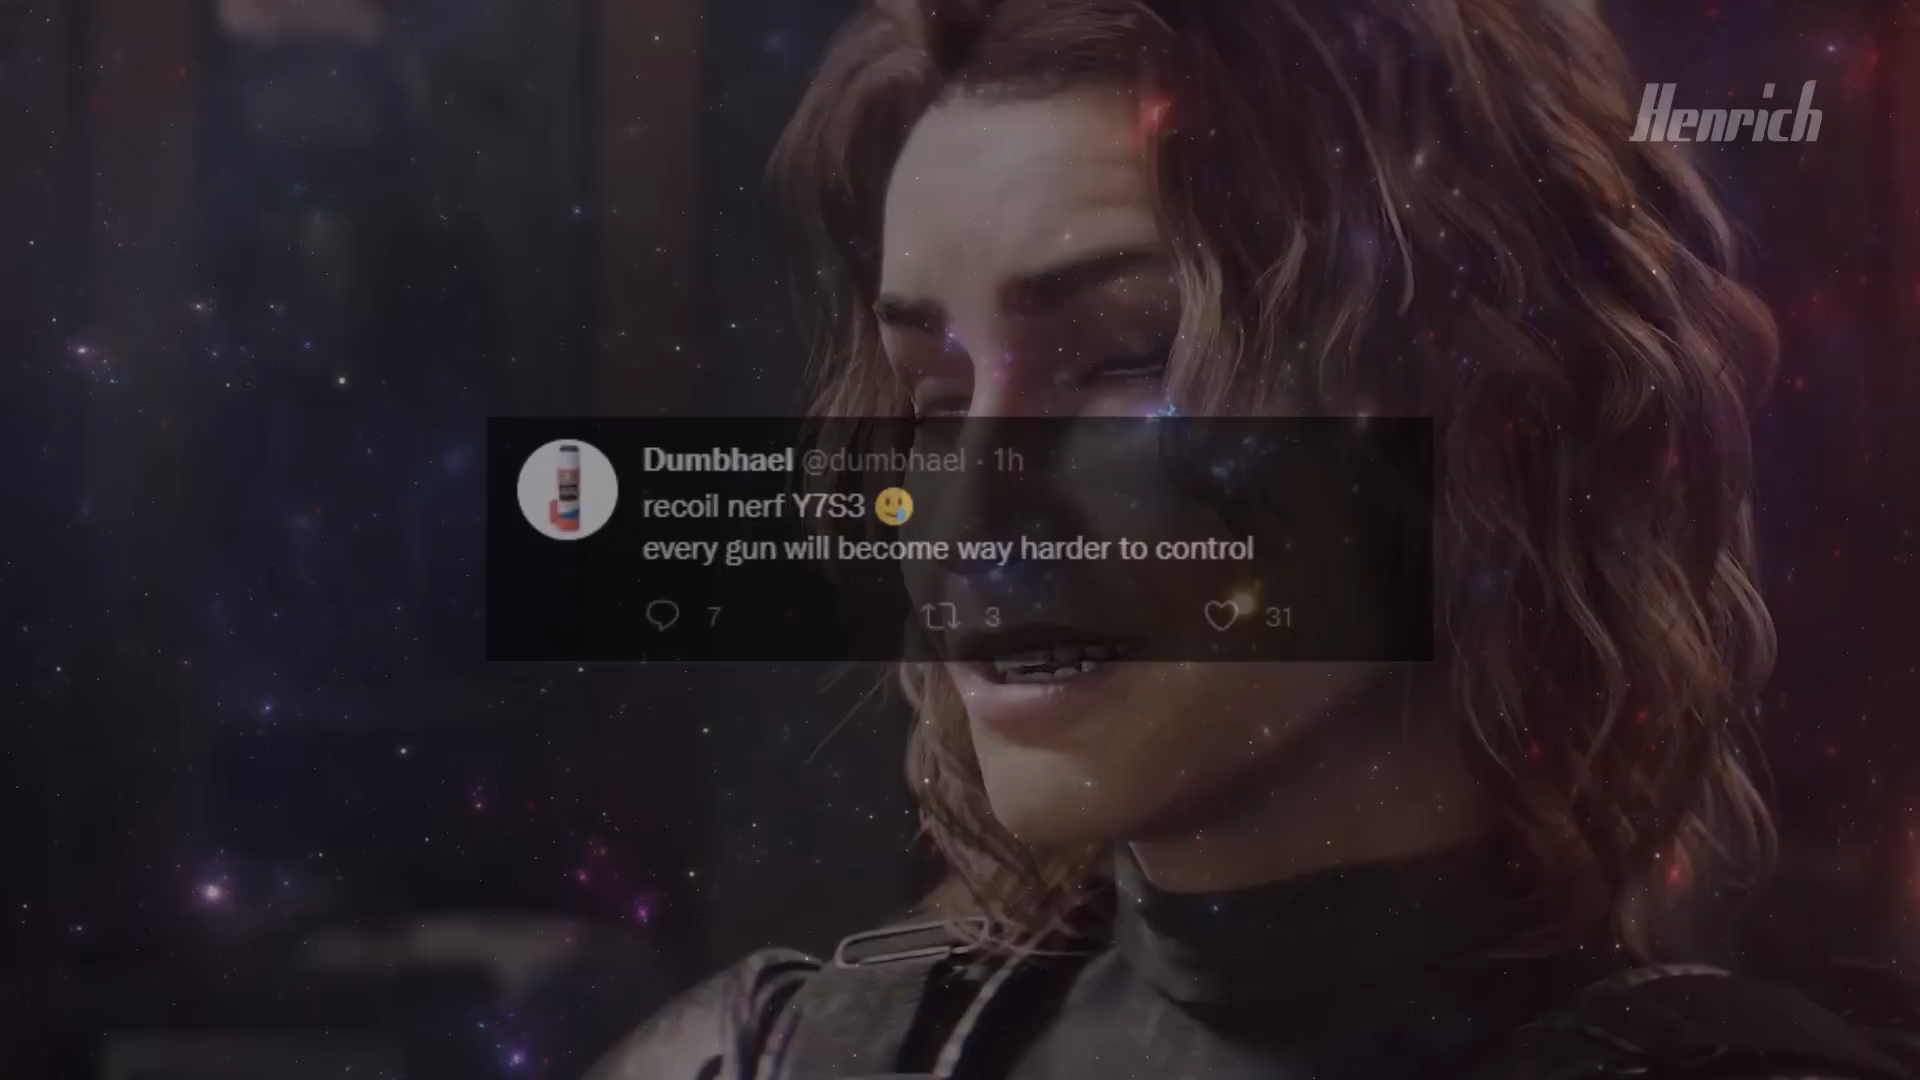 Henrich
Dumbhael @dumbhael · 1h
recoil nerf Y7S3 🥲
every gun will become way harder to control
7 3 31